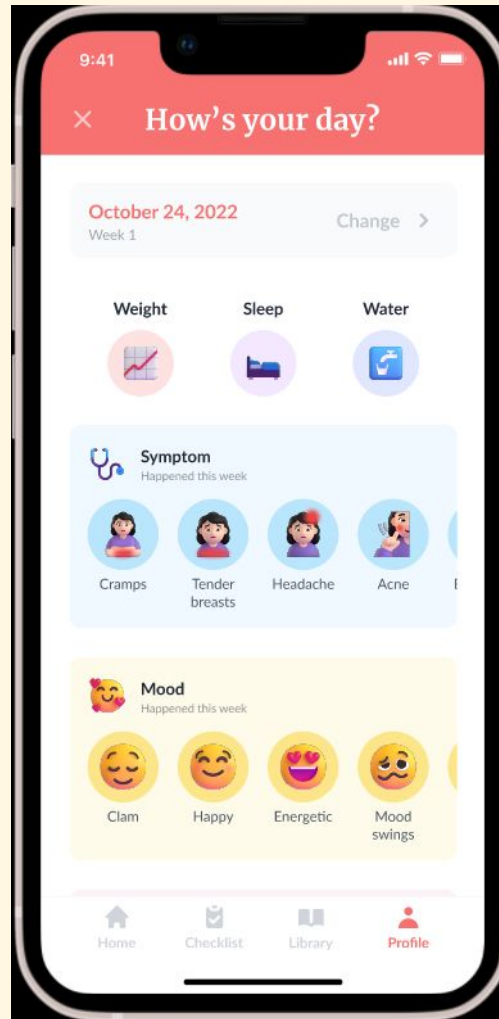 9:41
How's your day?
October 24, 2022
Week 1
Change
Weight
Sleep
Water
Symptom
Happened this week
Cramps
Tender
breasts
Headache
Acne
Mood
Happened this week
Clam
Happy
Energetic
Mood
swings
Home
Checklist
Library
Profile